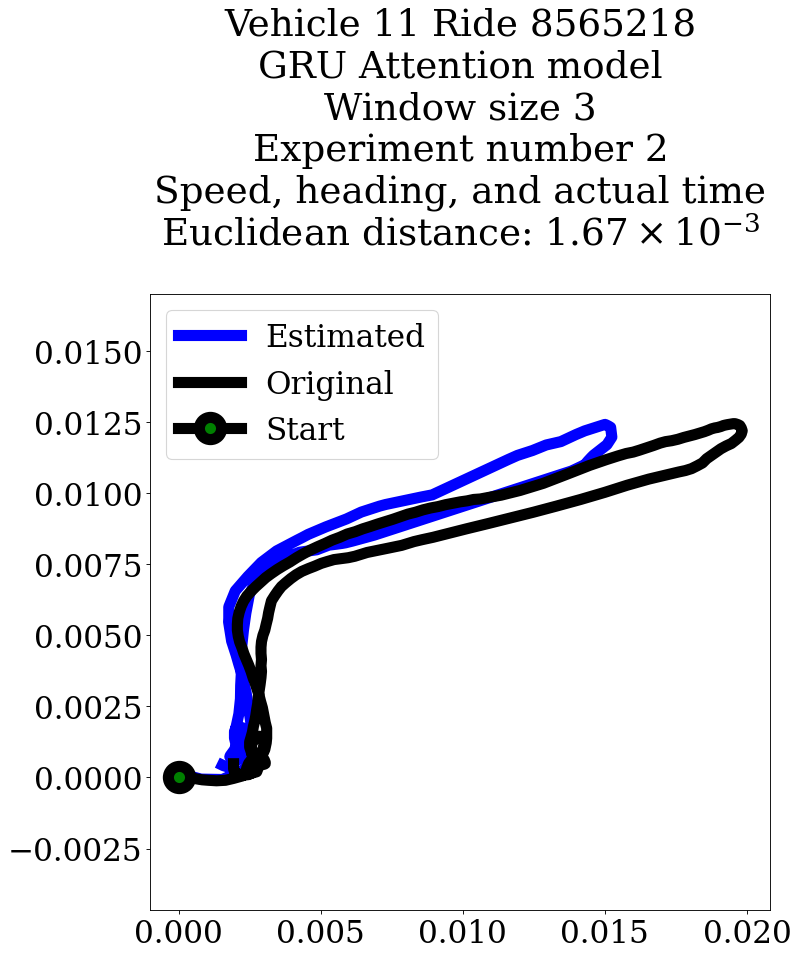 Vehicle 11 Ride 8565218
GRU Attention model
Window size 3
Experiment number 2
Speed, heading, and actual time
Euclidean distance: 1.67 × 10⁻³
Estimated
Original
Start
0.0150
0.0125
0.0100
0.0075
0.0050
0.0025
0.0000
−0.0025
0.000 0.005 0.010 0.015 0.020